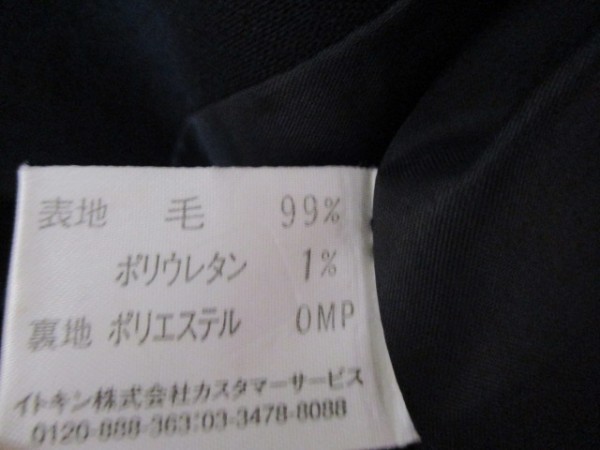 表地 毛 99%
ポリウレタン 1%
裏地 ポリエステル OMP
イトキン株式会社カスタマーサービス
0120-888-363:03-3478-8088